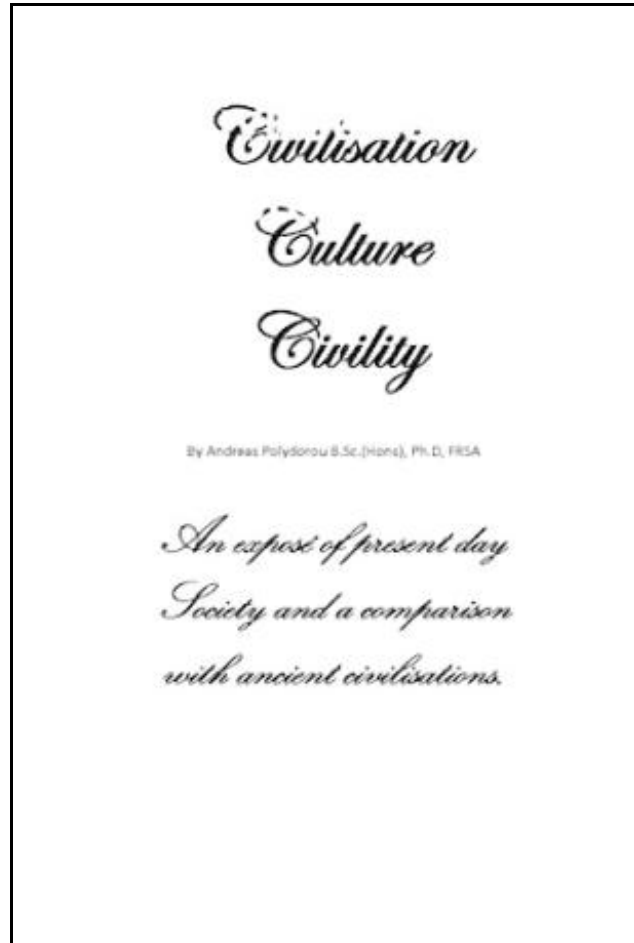 Civilisation
Culture
Civility
By Andreas Polydorou B.Sc.(Hons), Ph.D, FRSA
An exposé of present day
Society and a comparison
with ancient civilisations.